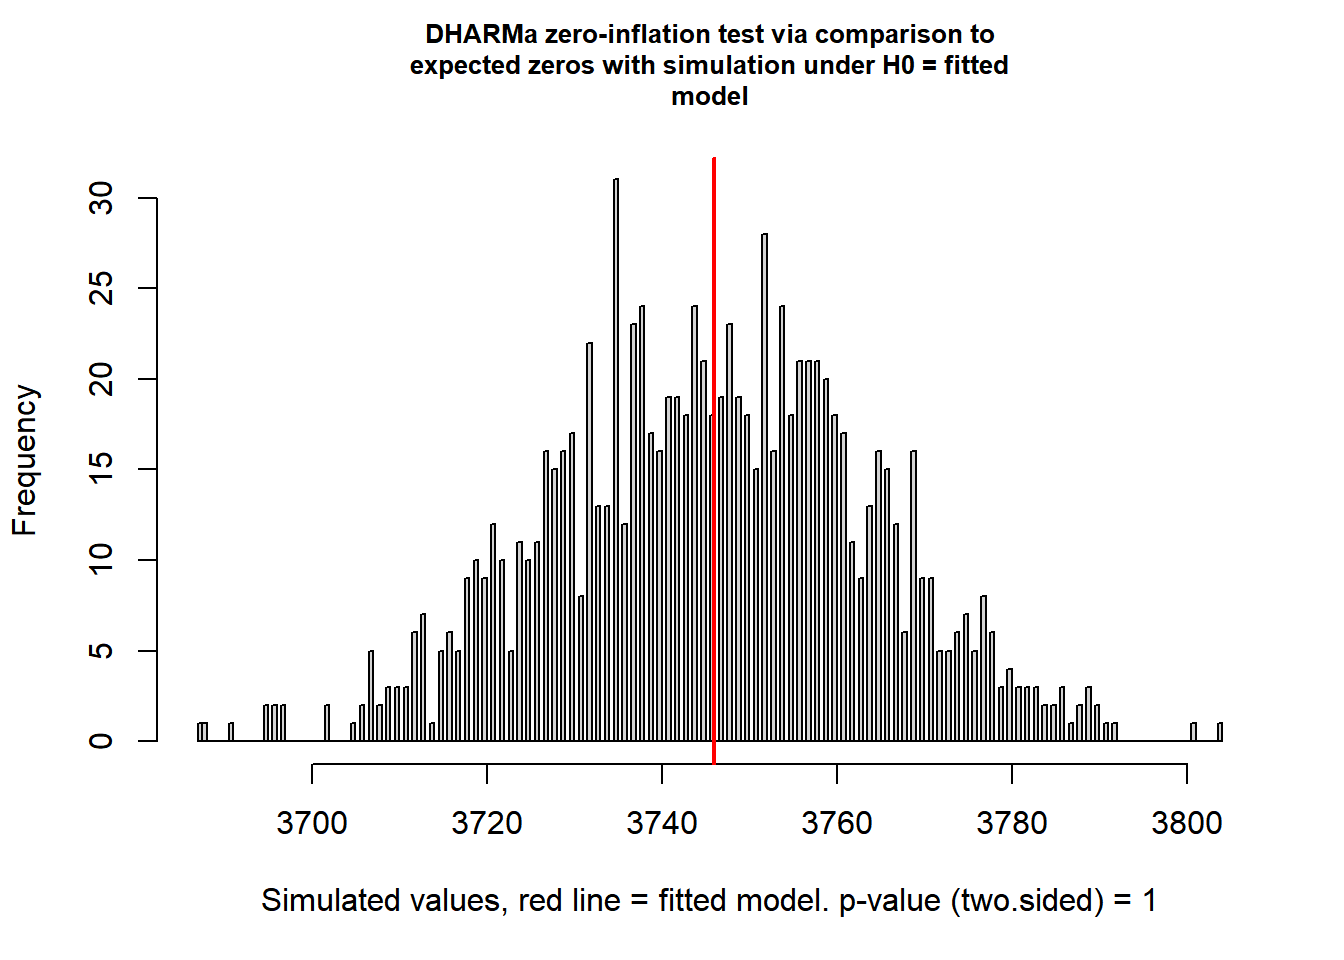 DHARMa zero-inflation test via comparison to
expected zeros with simulation under H0 = fitted
model
Frequency
30
25
20
15
10
5
0
3700 3720 3740 3760 3780 3800
Simulated values, red line = fitted model. p-value (two.sided) = 1